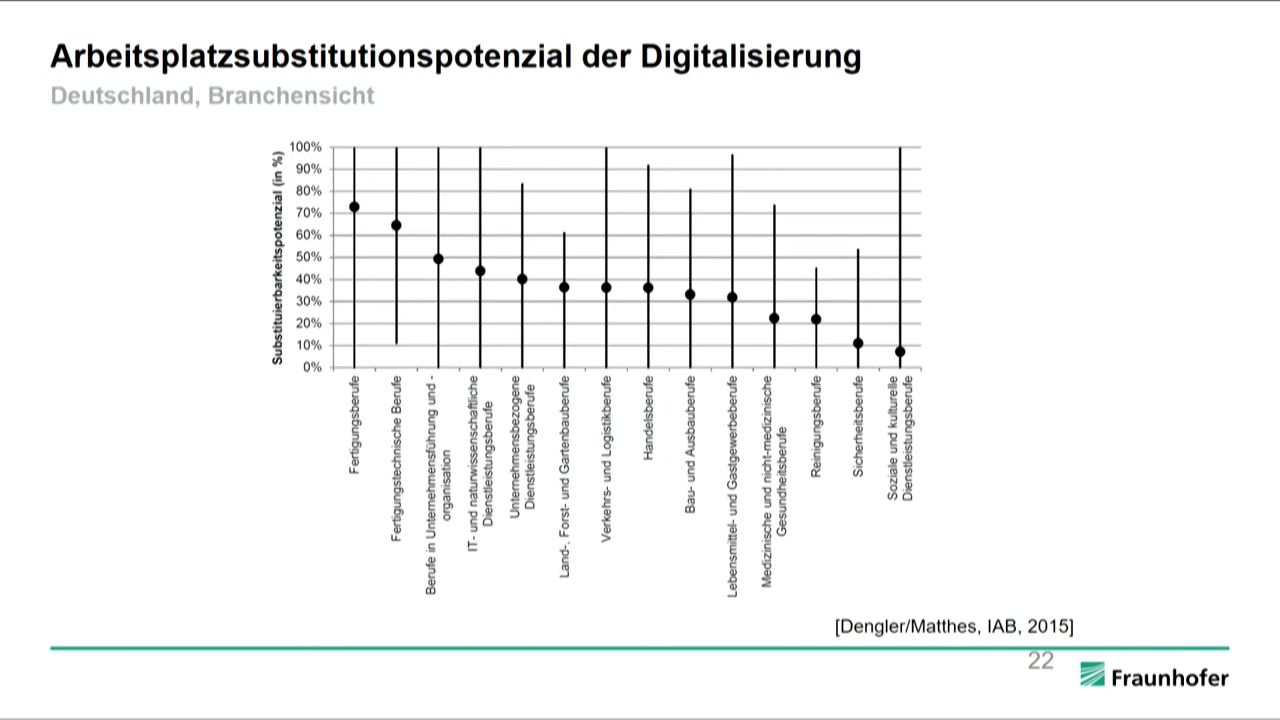 Arbeitsplatzsubstitutionspotenzial der Digitalisierung
Deutschland, Branchensicht
Substituierbarkeitspotenzial (in %)
100%
90%
80%
70%
60%
50%
40%
30%
20%
10%
0%
Fertigungsberufe
Fertigungstechnische Berufe
Berufe in Unternehmensführung und -
organisation
IT- und naturwissenschaftliche
Dienstleistungsberufe
Unternehmensbezogene
Dienstleistungsberufe
Land-, Forst- und Gartenbauberufe
Verkehrs- und Logistikberufe
Handelsberufe
Bau- und Ausbauberufe
Lebensmittel- und Gastgewerbeberufe
Medizinische und nicht-medizinische
Gesundheitsberufe
Reinigungsberufe
Sicherheitsberufe
Soziale und kulturelle
Dienstleistungsberufe
[Dengler/Matthes, IAB, 2015]
22
Fraunhofer